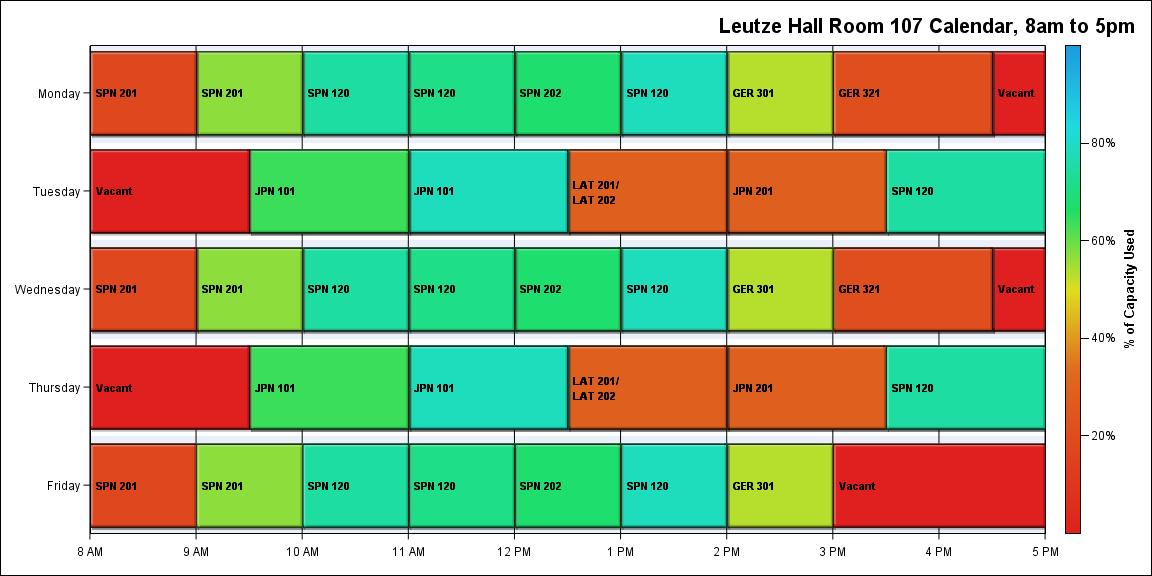 Leutze Hall Room 107 Calendar, 8am to 5pm
Monday
SPN 201
SPN 201
SPN 120
SPN 120
SPN 202
SPN 120
GER 301
GER 321
Vacant
Tuesday
Vacant
JPN 101
JPN 101
LAT 201/
LAT 202
JPN 201
SPN 120
Wednesday
SPN 201
SPN 201
SPN 120
SPN 120
SPN 202
SPN 120
GER 301
GER 321
Vacant
Thursday
Vacant
JPN 101
JPN 101
LAT 201/
LAT 202
JPN 201
SPN 120
Friday
SPN 201
SPN 201
SPN 120
SPN 120
SPN 202
SPN 120
GER 301
Vacant
8 AM
9 AM
10 AM
11 AM
12 PM
1 PM
2 PM
3 PM
4 PM
5 PM
80%
60%
40%
20%
% of Capacity Used